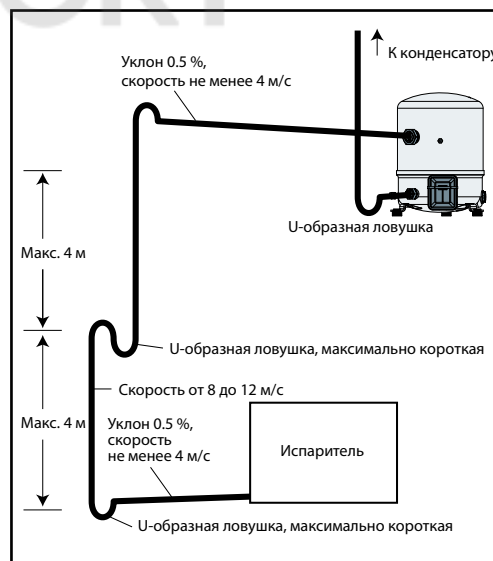 Уклон 0.5 %,
скорость не менее 4 м/с
К конденсатору
U-образная ловушка
Макс. 4 м
U-образная ловушка, максимально короткая
Скорость от 8 до 12 м/с
Макс. 4 м
Уклон 0.5 %,
скорость
не менее 4 м/с
Испаритель
U-образная ловушка, максимально короткая